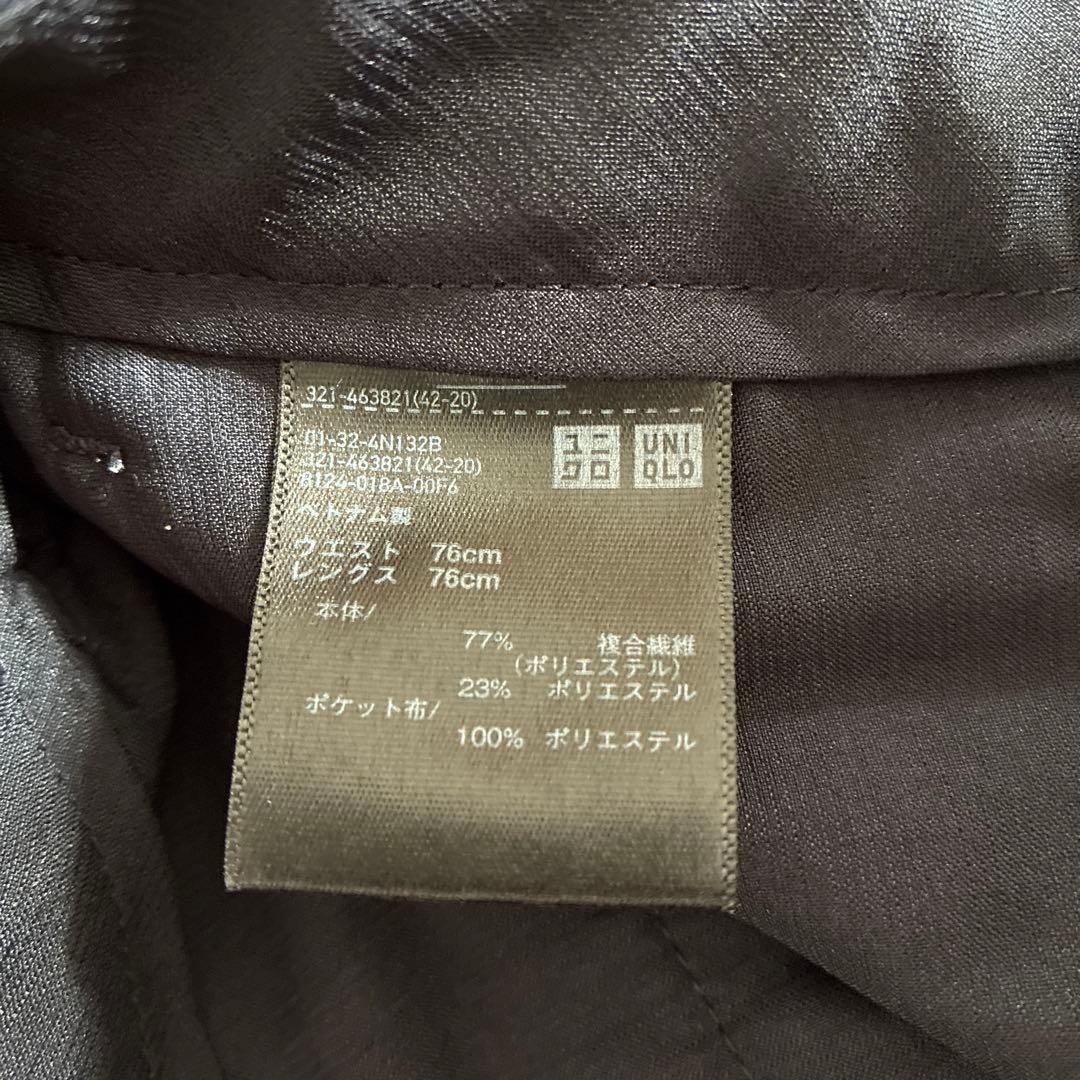 321-463821(42-20)
01-32-4N132B
321-463821(42-20)
8124-018A-00F6
ユニクロ
UNIQLO
ベトナム製
ウエスト 76cm
レングス 76cm
本体/
77% 複合繊維
(ポリエステル)
23% ポリエステル
ポケット布/
100% ポリエステル